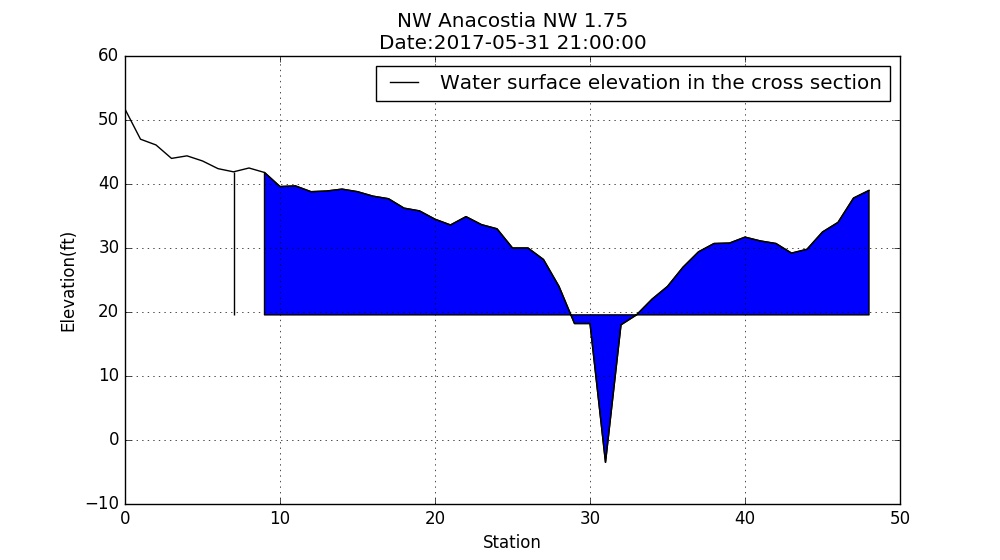 NW Anacostia NW 1.75
Date:2017-05-31 21:00:00
Water surface elevation in the cross section
60
50
40
30
20
10
0
−10
Elevation(ft)
0 10 20 30 40 50
Station